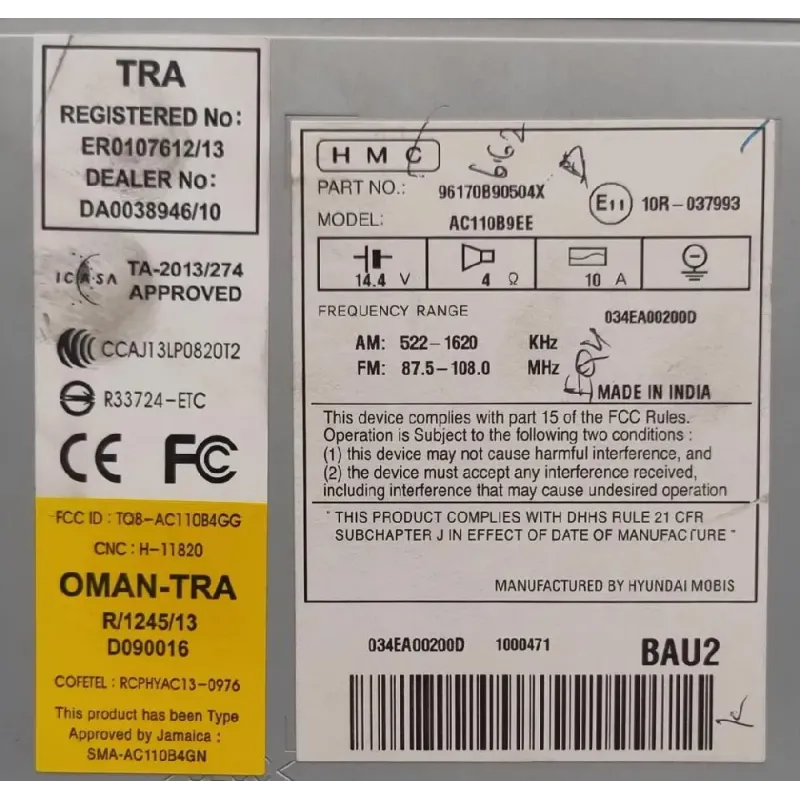 TRA
REGISTERED No:
ER0107612/13
DEALER No:
DA0038946/10
ICASA TA-2013/274
APPROVED
CCAJ13LP0820T2
R33724-ETC
CE FC
FCC ID : TQ8-AC110B4GG
CNC : H-11820
OMAN-TRA
R/1245/13
D090016
COFETEL : RCPHYAC13-0976
This product has been Type
Approved by Jamaica :
SMA-AC110B4GN
HMC
662
PART NO.: 96170B90504X
E11 10R-037993
MODEL: AC110B9EE
14.4 V 4 Ω 10 A
FREQUENCY RANGE
034EA00200D
AM: 522-1620 KHz
FM: 87.5-108.0 MHz
MADE IN INDIA
This device complies with part 15 of the FCC Rules.
Operation is Subject to the following two conditions :
(1) this device may not cause harmful interference, and
(2) the device must accept any interference received,
including interference that may cause undesired operation
" THIS PRODUCT COMPLIES WITH DHHS RULE 21 CFR
SUBCHAPTER J IN EFFECT OF DATE OF MANUFACTURE "
MANUFACTURED BY HYUNDAI MOBIS
034EA00200D 1000471
BAU2